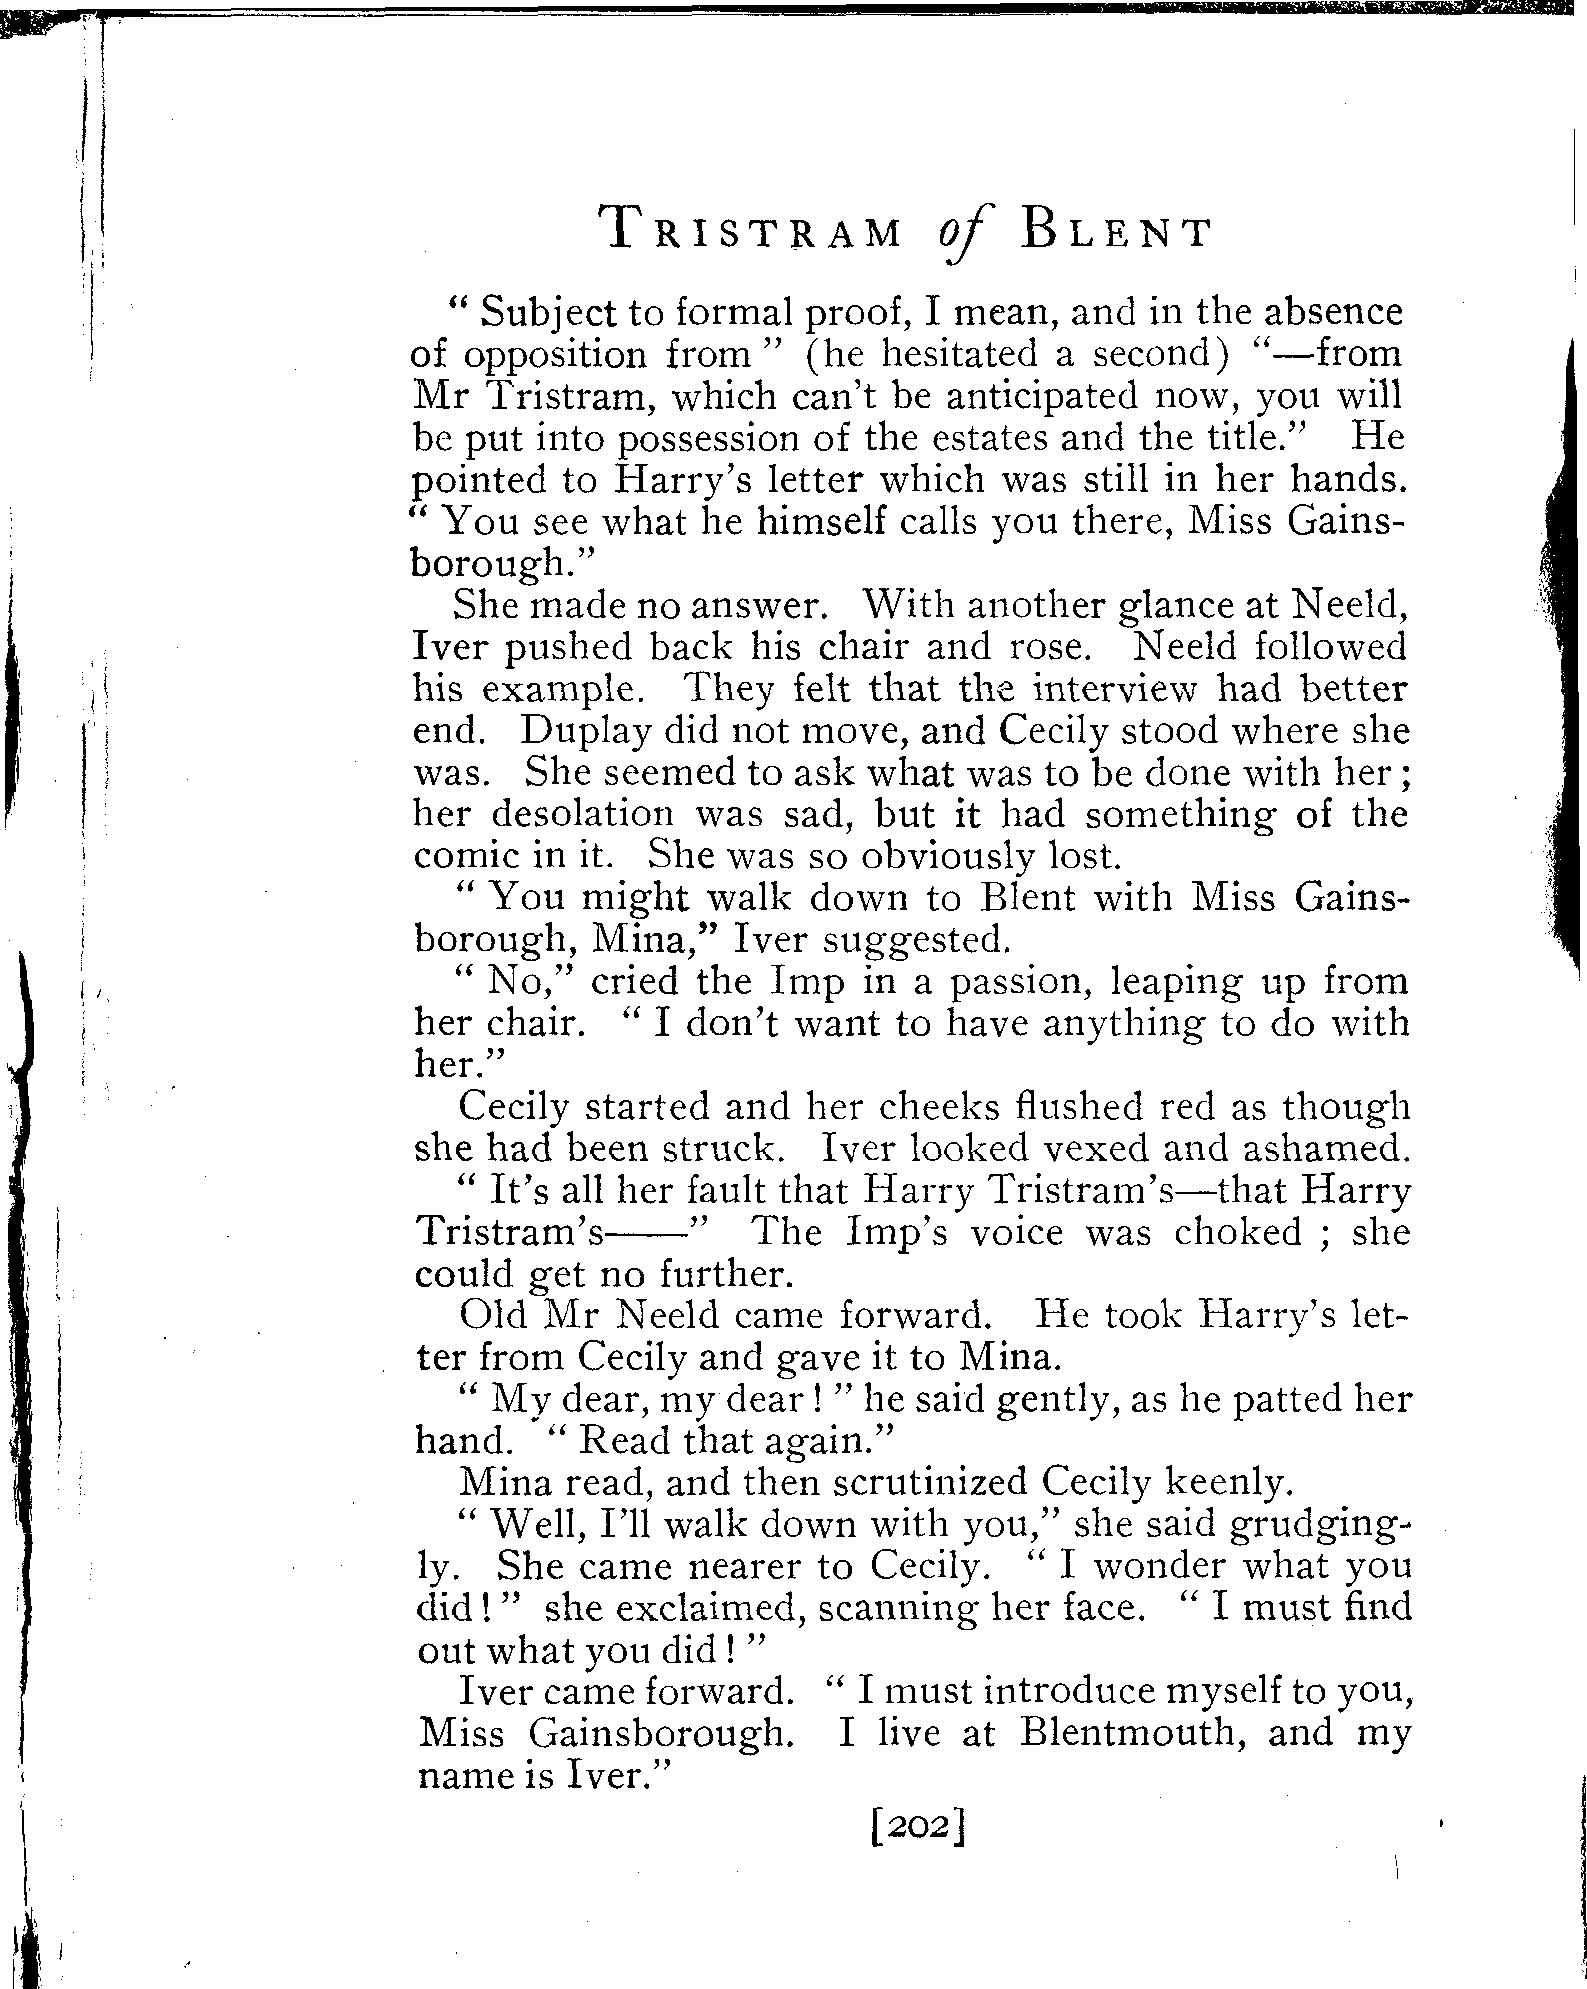 TRISTRAM of BLENT
“ Subject to formal proof, I mean, and in the absence
of opposition from ” (he hesitated a second) “—from
Mr Tristram, which can't be anticipated now, you will
be put into possession of the estates and the title.” He
pointed to Harry's letter which was still in her hands.
“ You see what he himself calls you there, Miss Gains-
borough.”
She made no answer. With another glance at Neeld,
Iver pushed back his chair and rose. Neeld followed
his example. They felt that the interview had better
end. Duplay did not move, and Cecily stood where she
was. She seemed to ask what was to be done with her ;
her desolation was sad, but it had something of the
comic in it. She was so obviously lost.
“ You might walk down to Blent with Miss Gains-
borough, Mina,” Iver suggested.
“ No,” cried the Imp in a passion, leaping up from
her chair. “ I don't want to have anything to do with
her.”
Cecily started and her cheeks flushed red as though
she had been struck. Iver looked vexed and ashamed.
“ It's all her fault that Harry Tristram's—that Harry
Tristram's——” The Imp's voice was choked ; she
could get no further.
Old Mr Neeld came forward. He took Harry's let-
ter from Cecily and gave it to Mina.
“ My dear, my dear ! ” he said gently, as he patted her
hand. “ Read that again.”
Mina read, and then scrutinized Cecily keenly.
“ Well, I'll walk down with you,” she said grudging-
ly. She came nearer to Cecily. “ I wonder what you
did ! ” she exclaimed, scanning her face. “ I must find
out what you did ! ”
Iver came forward. “ I must introduce myself to you,
Miss Gainsborough. I live at Blentmouth, and my
name is Iver.”
[202]